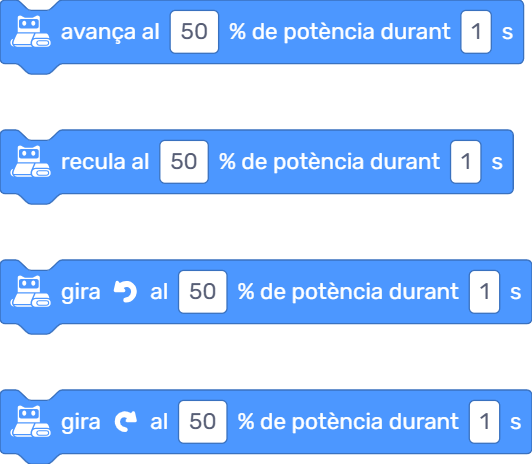 avança al 50 % de potència durant 1 s
recula al 50 % de potència durant 1 s
gira al 50 % de potència durant 1 s
gira al 50 % de potència durant 1 s